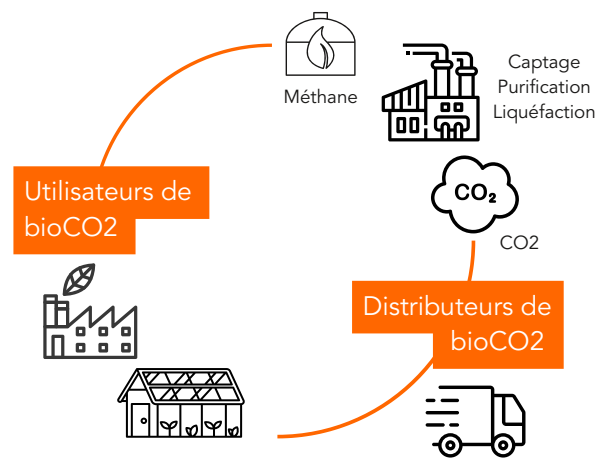 Méthane
Captage
Purification
Liquéfaction
CO₂
CO2
Utilisateurs de
bioCO2
Distributeurs de
bioCO2